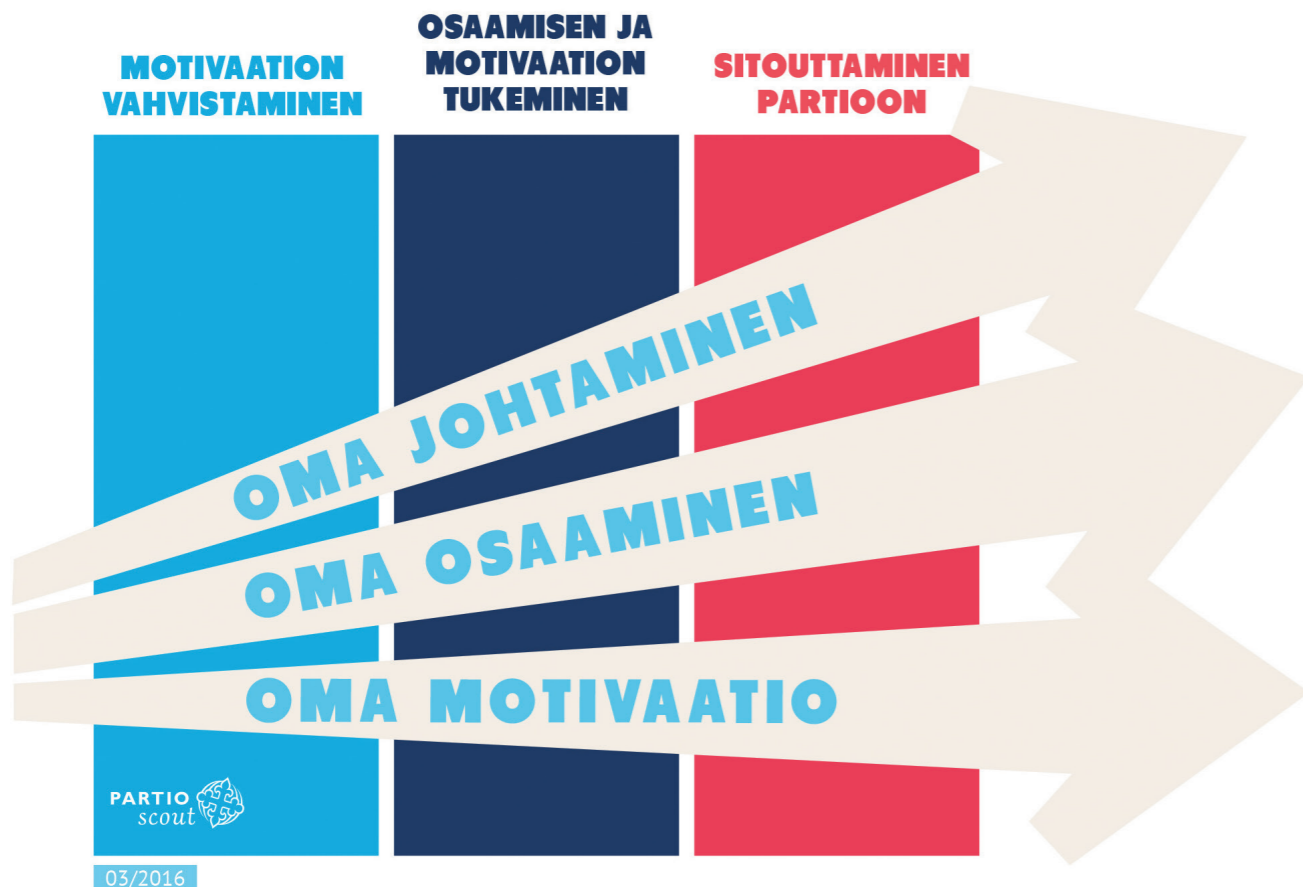 MOTIVAATION
VAHVISTAMINEN
OSAAMISEN JA
MOTIVAATION
TUKEMINEN
SITOUTTAMINEN
PARTIOON
OMA JOHTAMINEN
OMA OSAAMINEN
OMA MOTIVAATIO
PARTIO
scout
03/2016